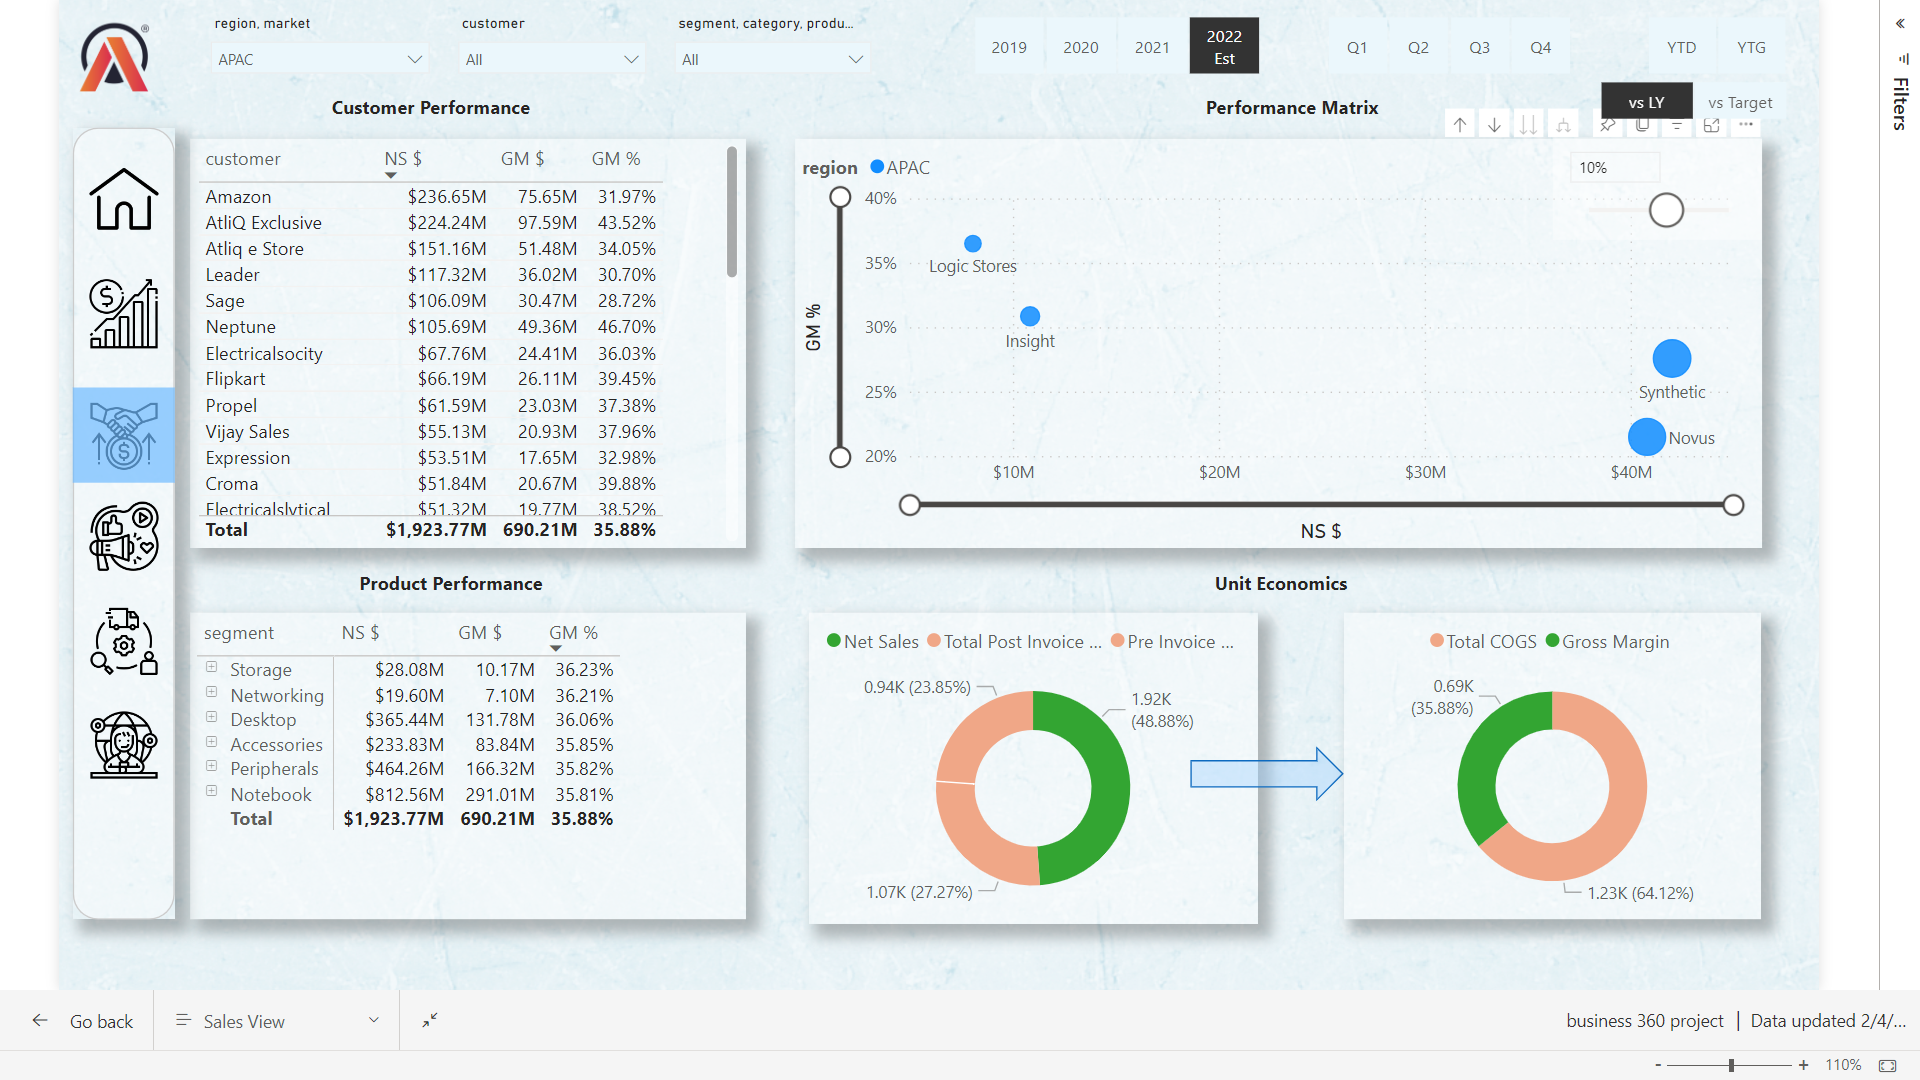 region, market
customer
segment, category, produ...
APAC
All
All
2019
2020
2021
2022
Est
Q1
Q2
Q3
Q4
YTD
YTG
vs LY
vs Target
Filters
Customer Performance
customer NS $ GM $ GM %
Amazon $236.65M 75.65M 31.97%
AtliQ Exclusive $224.24M 97.59M 43.52%
Atliq e Store $151.16M 51.48M 34.05%
Leader $117.32M 36.02M 30.70%
Sage $106.09M 30.47M 28.72%
Neptune $105.69M 49.36M 46.70%
Electricalsocity $67.76M 24.41M 36.03%
Flipkart $66.19M 26.11M 39.45%
Propel $61.59M 23.03M 37.38%
Vijay Sales $55.13M 20.93M 37.96%
Expression $53.51M 17.65M 32.98%
Croma $51.84M 20.67M 39.88%
Electricalslytical $51.32M 19.77M 38.52%
Total $1,923.77M 690.21M 35.88%
Performance Matrix
region APAC
10%
GM %
40%
35%
30%
25%
20%
Logic Stores
Insight
Synthetic
Novus
$10M $20M $30M $40M
NS $
Product Performance
segment NS $ GM $ GM %
Storage $28.08M 10.17M 36.23%
Networking $19.60M 7.10M 36.21%
Desktop $365.44M 131.78M 36.06%
Accessories $233.83M 83.84M 35.85%
Peripherals $464.26M 166.32M 35.82%
Notebook $812.56M 291.01M 35.81%
Total $1,923.77M 690.21M 35.88%
Unit Economics
Net Sales Total Post Invoice ... Pre Invoice ...
0.94K (23.85%)
1.92K
(48.88%)
1.07K (27.27%)
Total COGS Gross Margin
0.69K
(35.88%)
1.23K (64.12%)
Go back
Sales View
business 360 project | Data updated 2/4/...
- + 110%